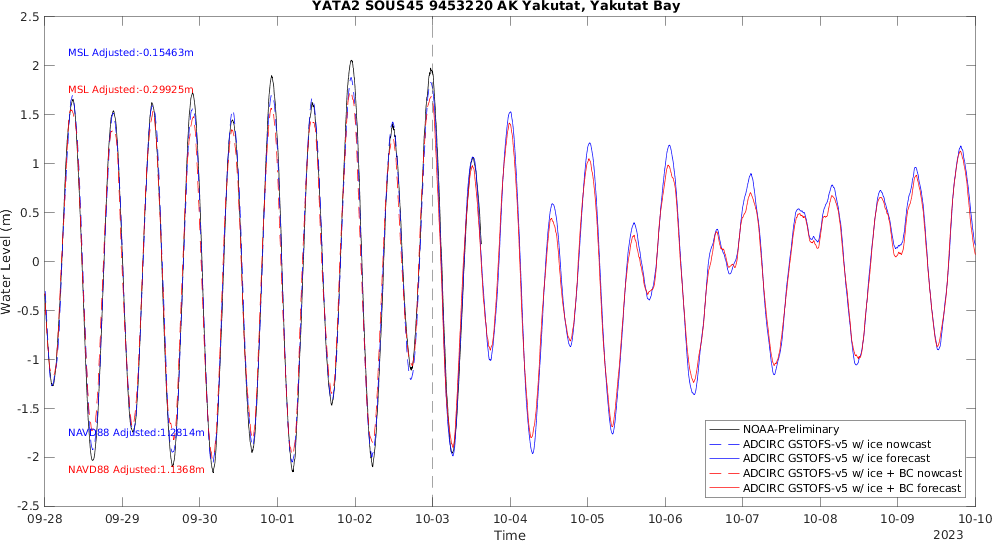 YATA2 SOUS45 9453220 AK Yakutat, Yakutat Bay
2.5
2
1.5
1
0.5
0
-0.5
-1
-1.5
-2
-2.5
Water Level (m)
MSL Adjusted:-0.15463m
MSL Adjusted:-0.29925m
NAVD88 Adjusted:1.2814m
NAVD88 Adjusted:1.1368m
NOAA-Preliminary
ADCIRC GSTOFS-v5 w/ ice nowcast
ADCIRC GSTOFS-v5 w/ ice forecast
ADCIRC GSTOFS-v5 w/ ice + BC nowcast
ADCIRC GSTOFS-v5 w/ ice + BC forecast
09-28 09-29 09-30 10-01 10-02 10-03 10-04 10-05 10-06 10-07 10-08 10-09 10-10
Time
2023